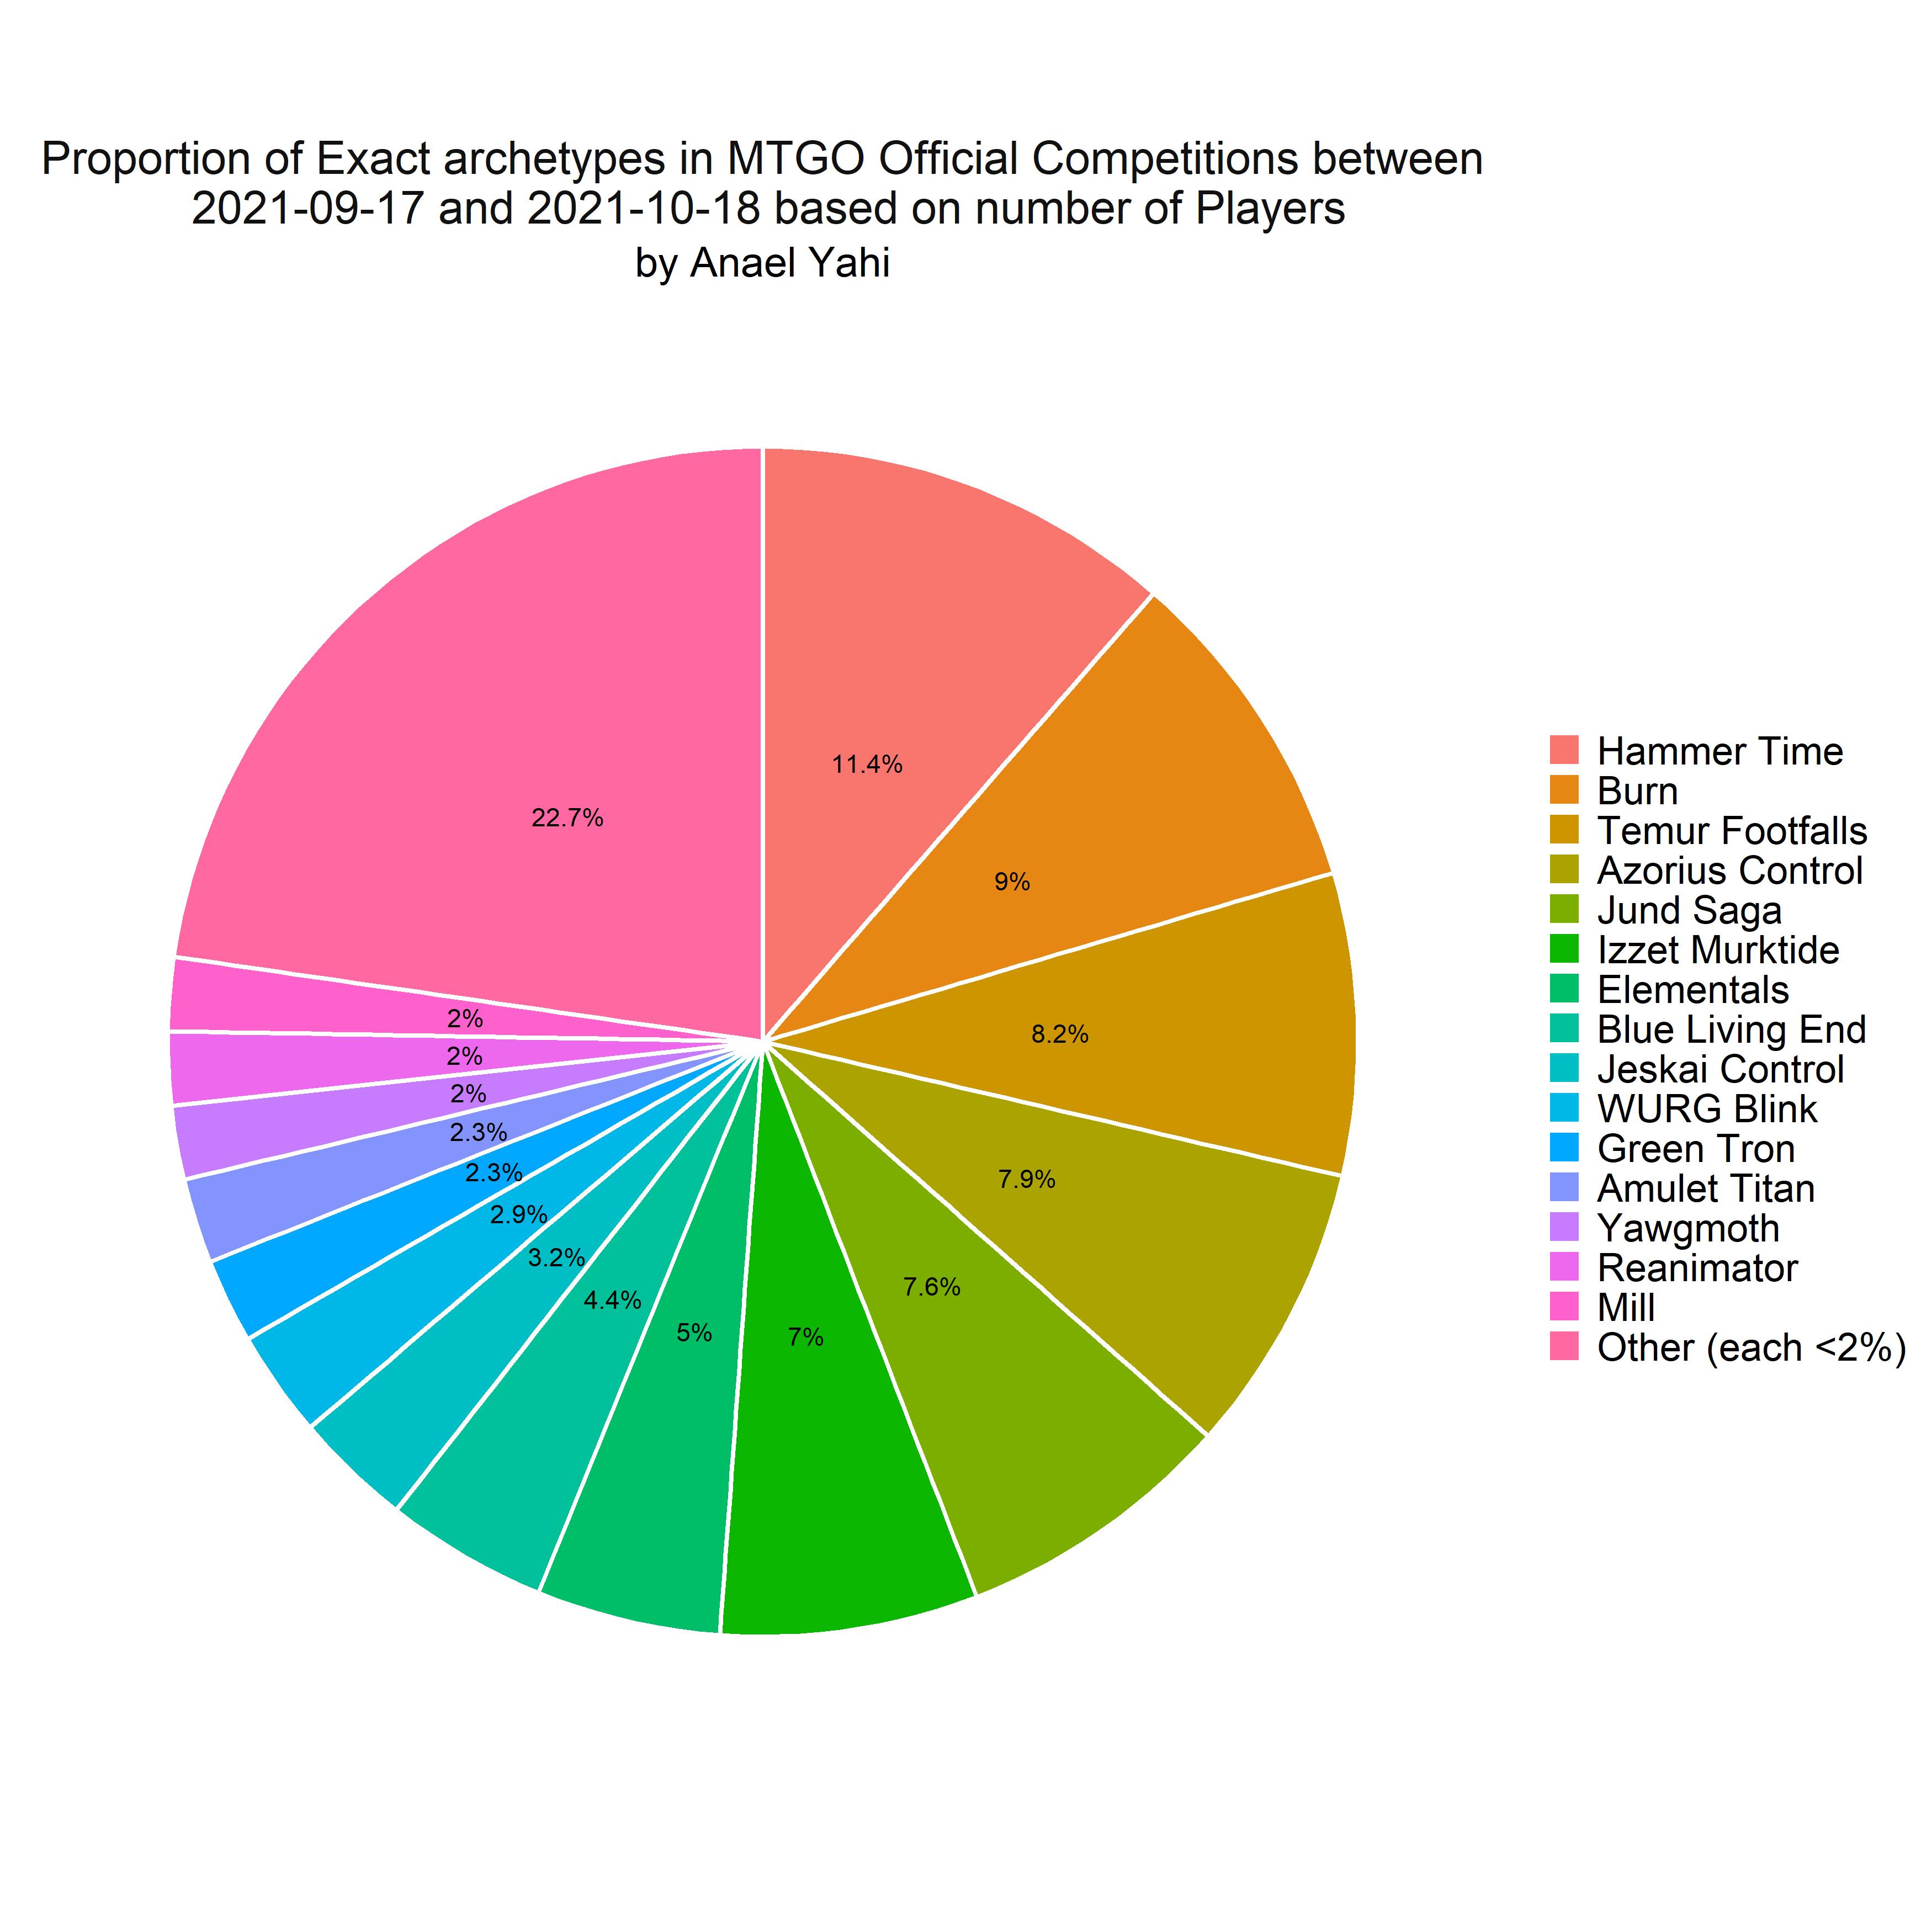 Proportion of Exact archetypes in MTGO Official Competitions between
2021-09-17 and 2021-10-18 based on number of Players
by Anael Yahi
11.4%
22.7%
9%
8.2%
2%
2%
2%
2.3%
2.3%
2.9%
3.2%
4.4%
5%
7%
7.6%
7.9%
Hammer Time
Burn
Temur Footfalls
Azorius Control
Jund Saga
Izzet Murktide
Elementals
Blue Living End
Jeskai Control
WURG Blink
Green Tron
Amulet Titan
Yawgmoth
Reanimator
Mill
Other (each <2%)